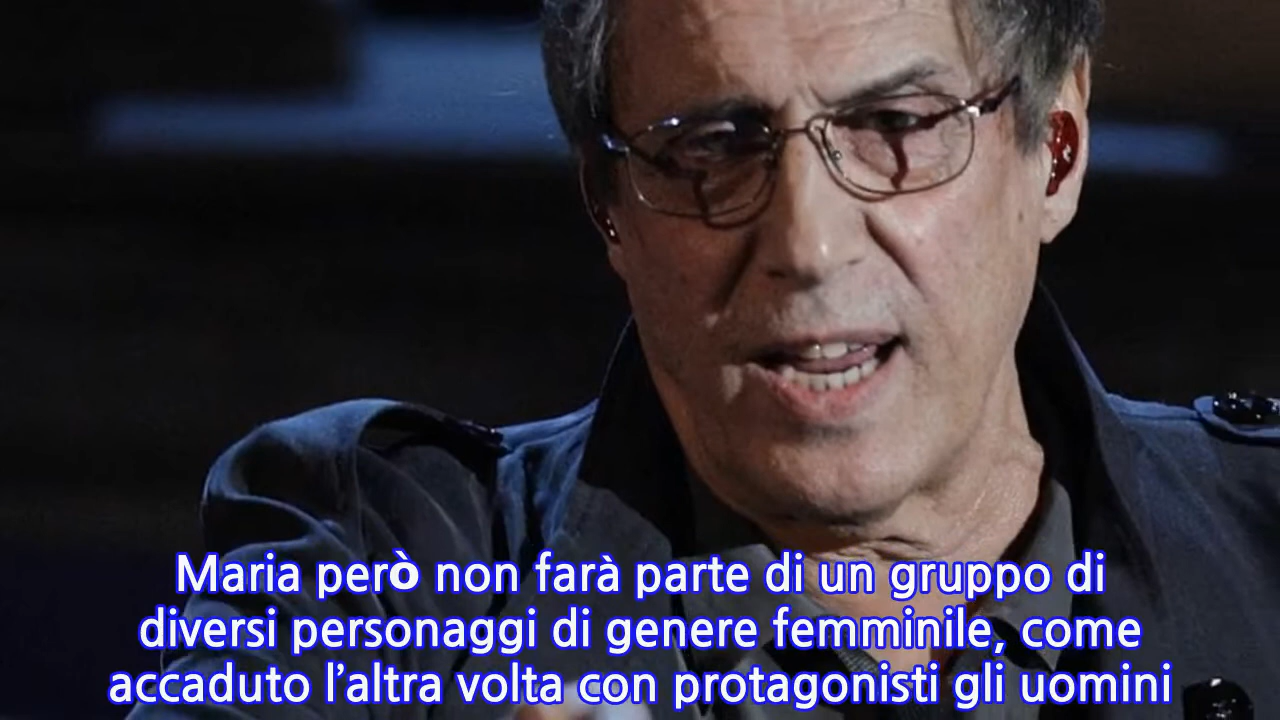 Maria però non farà parte di un gruppo di
diversi personaggi di genere femminile, come
accaduto l'altra volta con protagonisti gli uomini